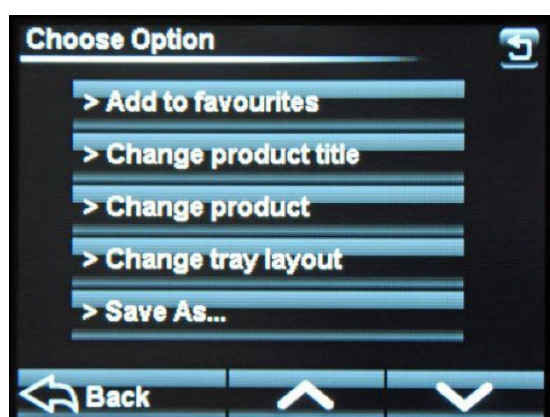 Choose Option
> Add to favourites
> Change product title
> Change product
> Change tray layout
> Save As...
Back